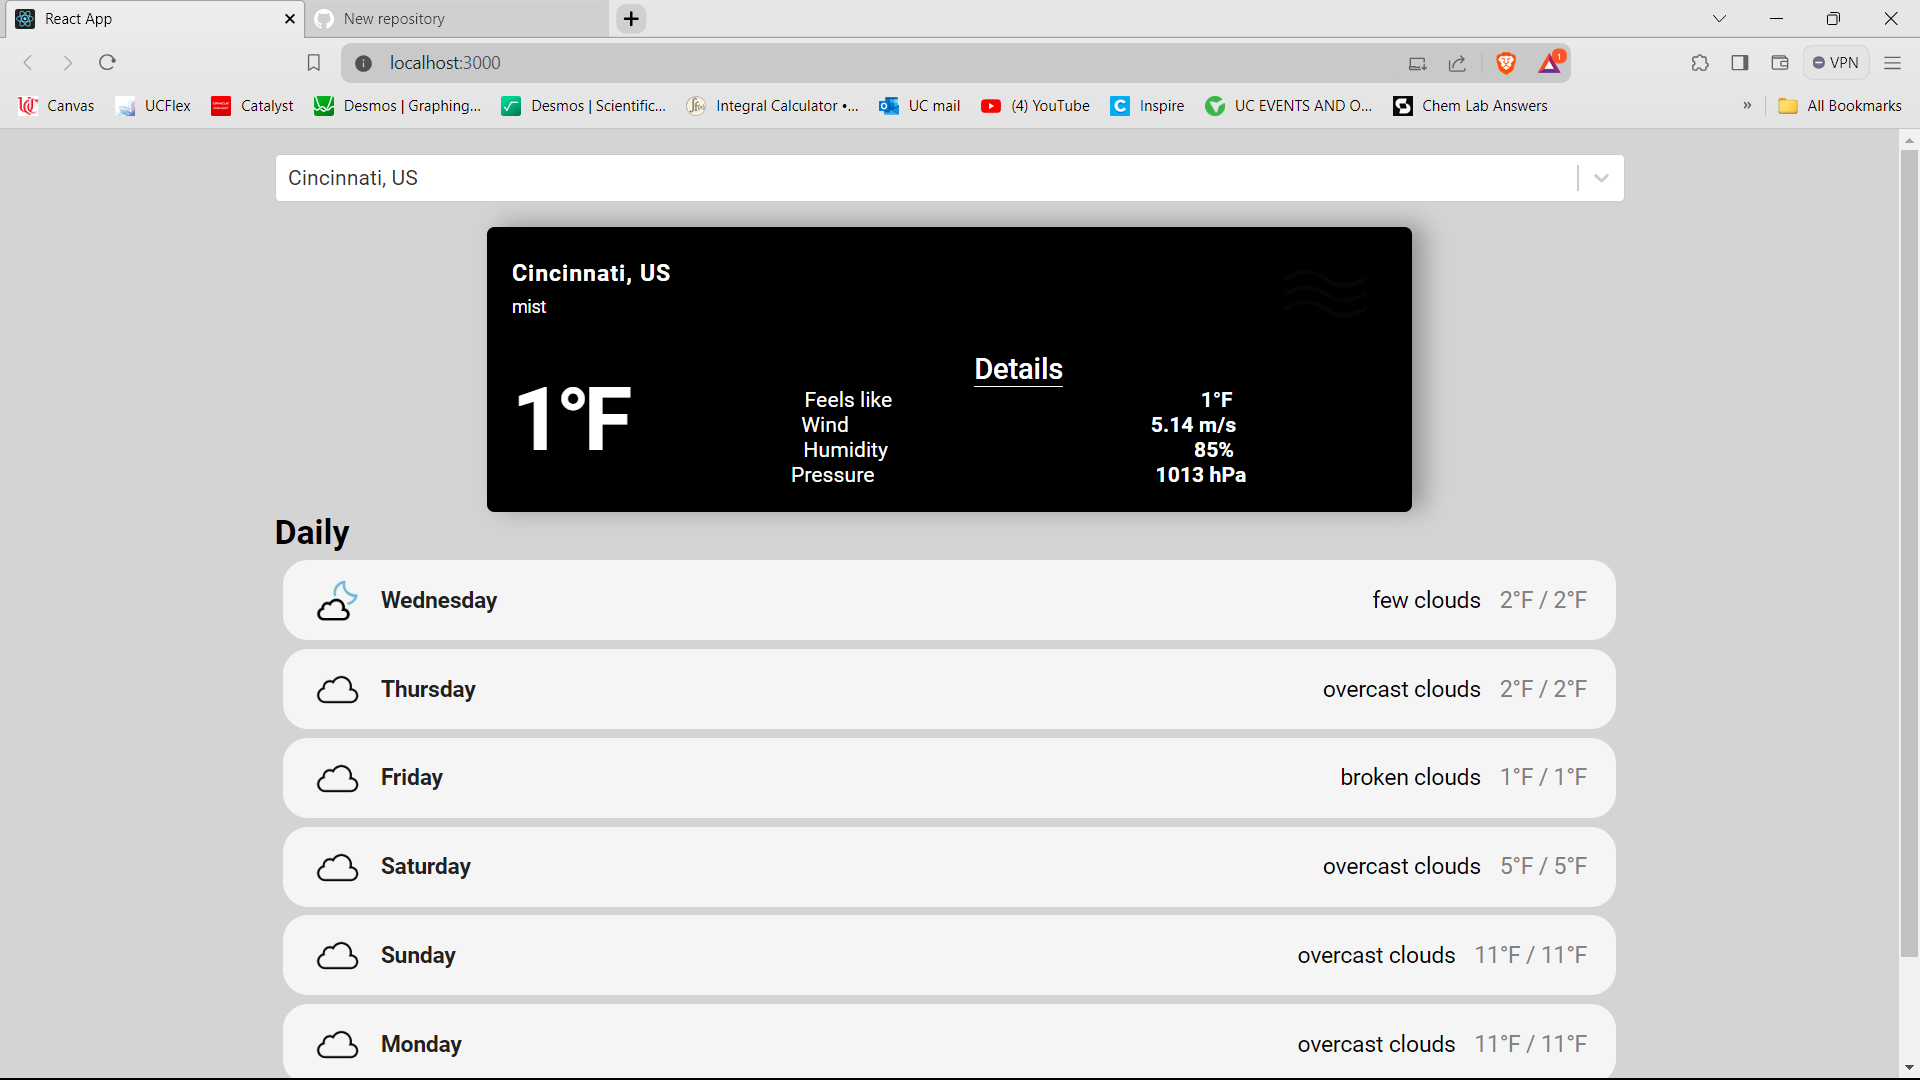 React App
New repository
localhost:3000
1
VPN
Canvas
UCFlex
Catalyst
Desmos | Graphing...
Desmos | Scientific...
Integral Calculator •...
UC mail
(4) YouTube
Inspire
UC EVENTS AND O...
Chem Lab Answers
»
All Bookmarks
Cincinnati, US
Cincinnati, US
mist
1°F
Details
Feels like 1°F
Wind 5.14 m/s
Humidity 85%
Pressure 1013 hPa
Daily
Wednesday few clouds 2°F / 2°F
Thursday overcast clouds 2°F / 2°F
Friday broken clouds 1°F / 1°F
Saturday overcast clouds 5°F / 5°F
Sunday overcast clouds 11°F / 11°F
Monday overcast clouds 11°F / 11°F